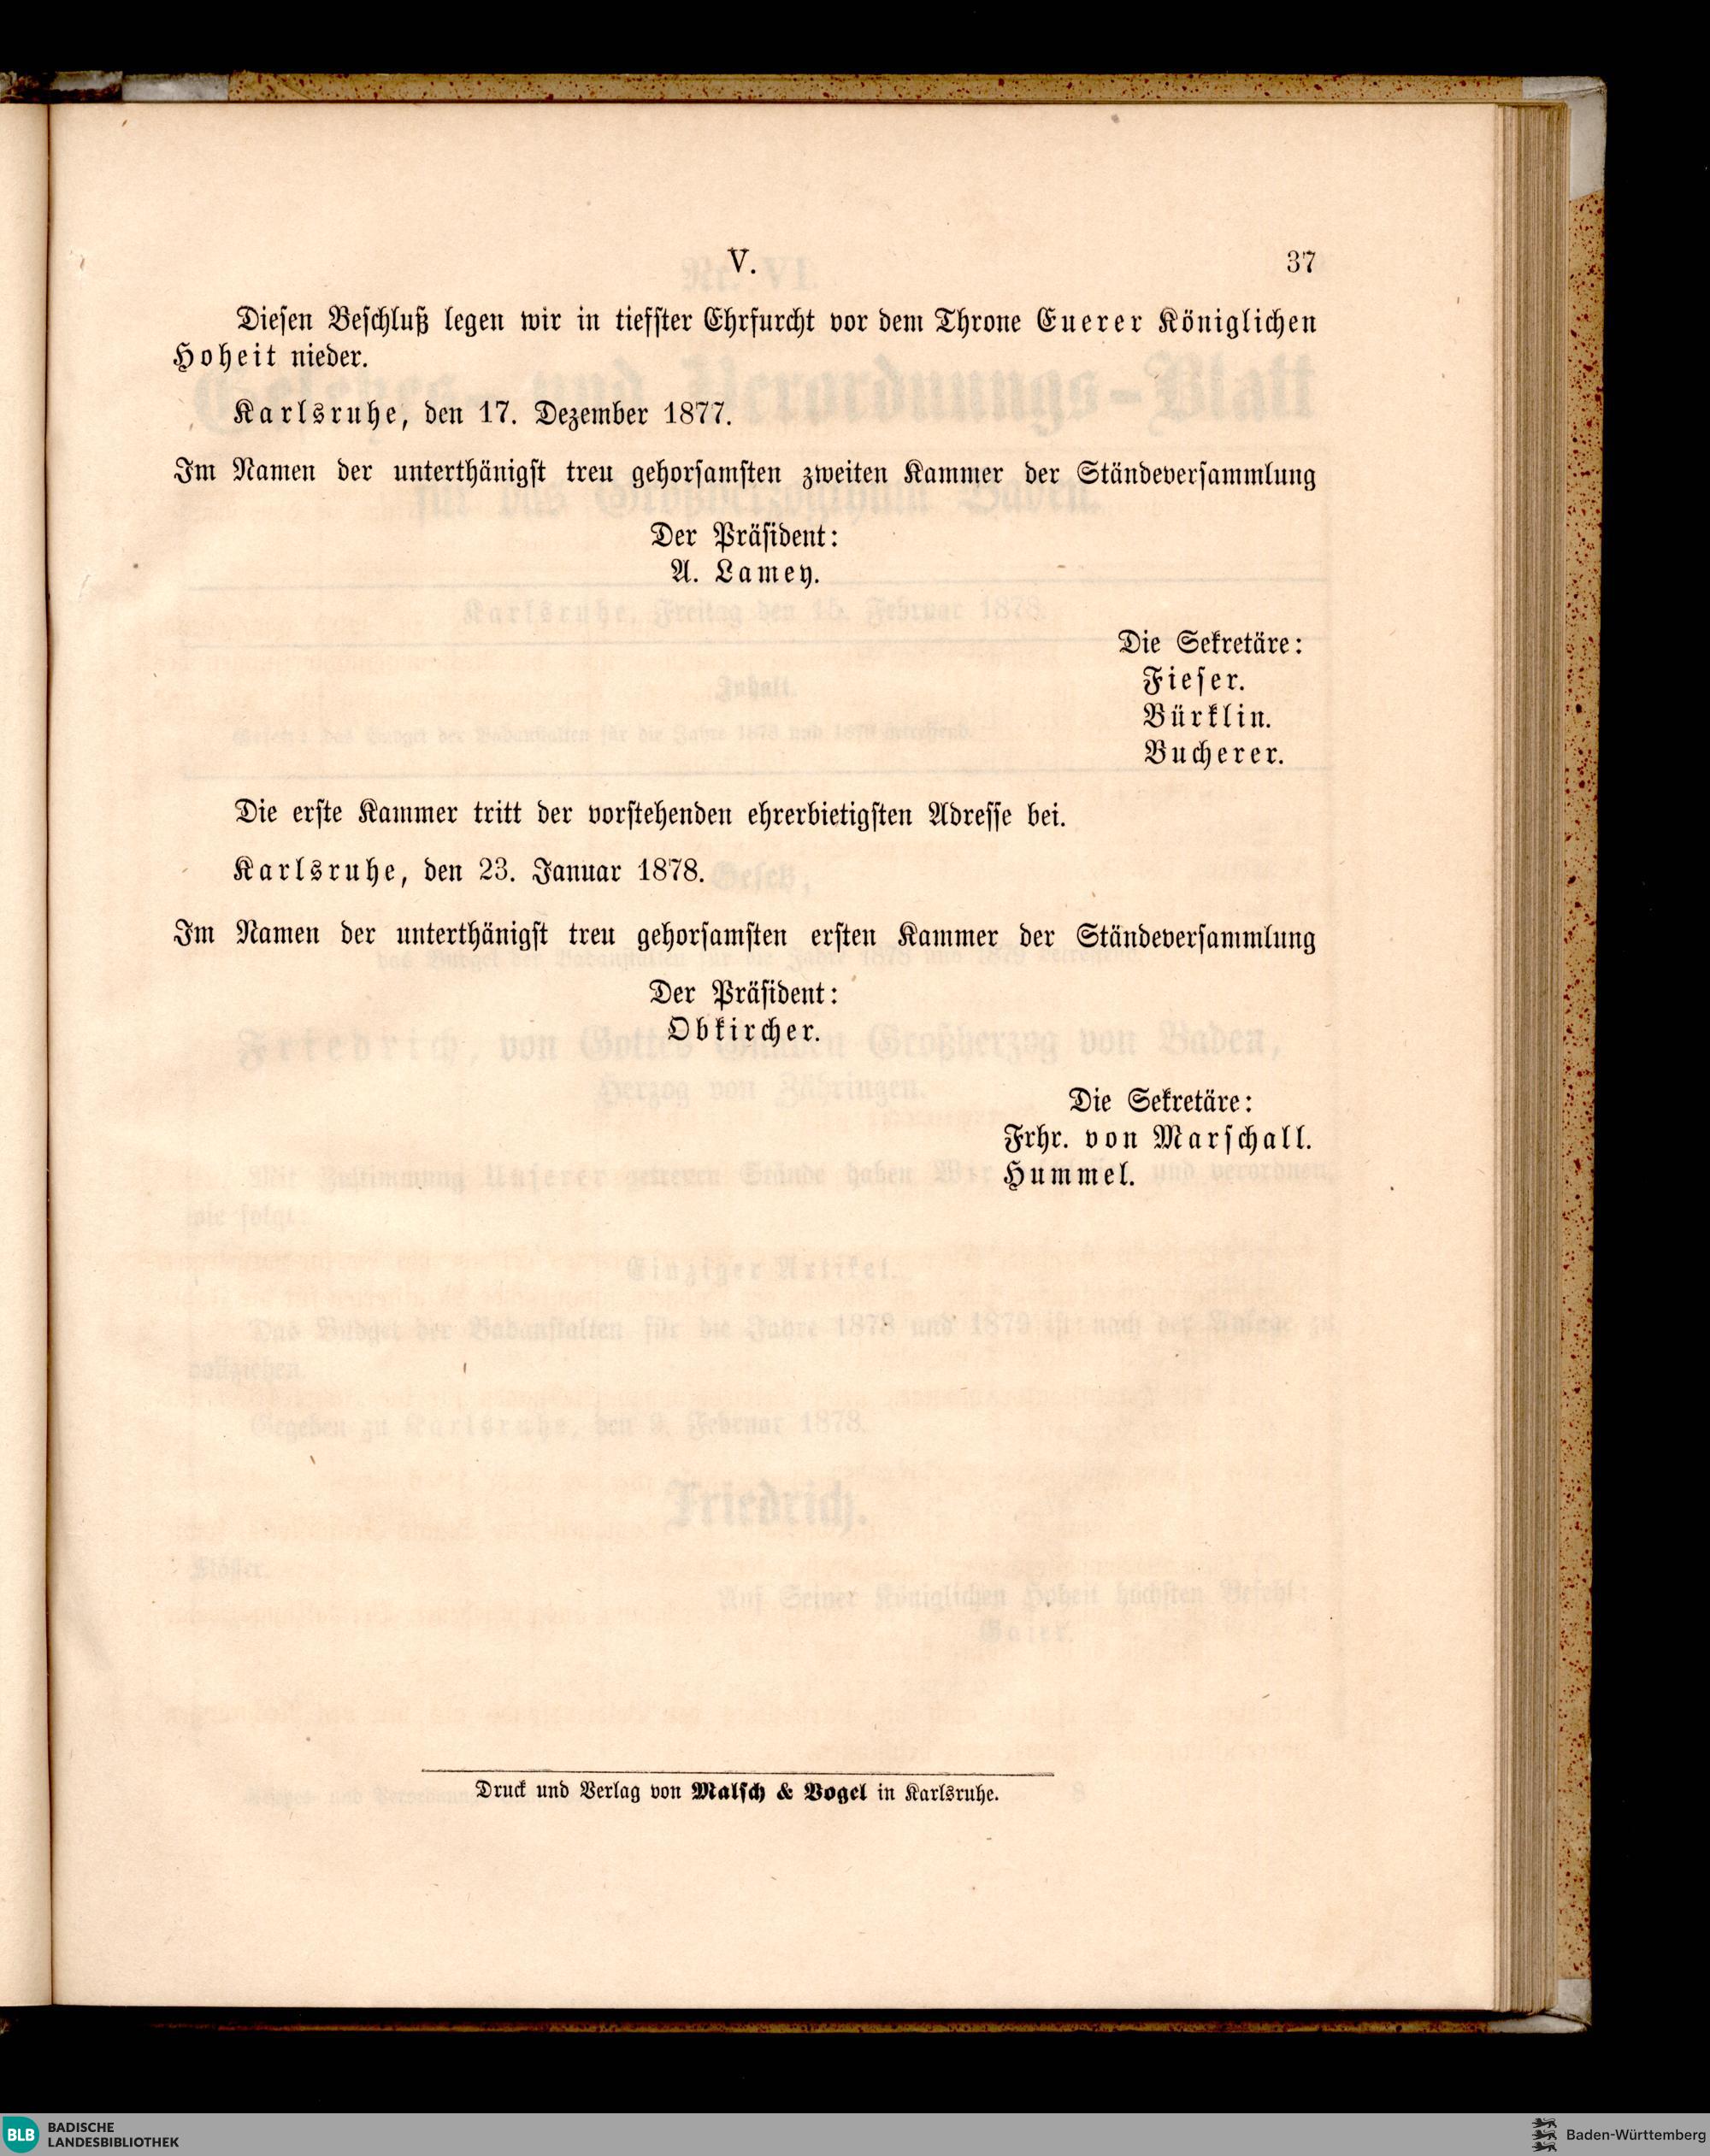 V.
37
Diesen Beschluß legen wir in tiefster Ehrfurcht vor dem Throne Euerer Königlichen
Hoheit nieder.
Karlsruhe, den 17. Dezember 1877.
Im Namen der unterthänigst treu gehorsamsten zweiten Kammer der Ständeversammlung
Der Präsident:
A. Lamey.
Die Sekretäre:
Fieser.
Bürklin.
Bucherer.
Die erste Kammer tritt der vorstehenden ehrerbietigsten Adresse bei.
Karlsruhe, den 23. Januar 1878.
Im Namen der unterthänigst treu gehorsamsten ersten Kammer der Ständeversammlung
Der Präsident:
Obkircher.
Die Sekretäre:
Frhr. von Marschall.
Hummel.
Druck und Verlag von Malsch & Vogel in Karlsruhe.
BLB
BADISCHE
LANDESBIBLIOTHEK
Baden-Württemberg